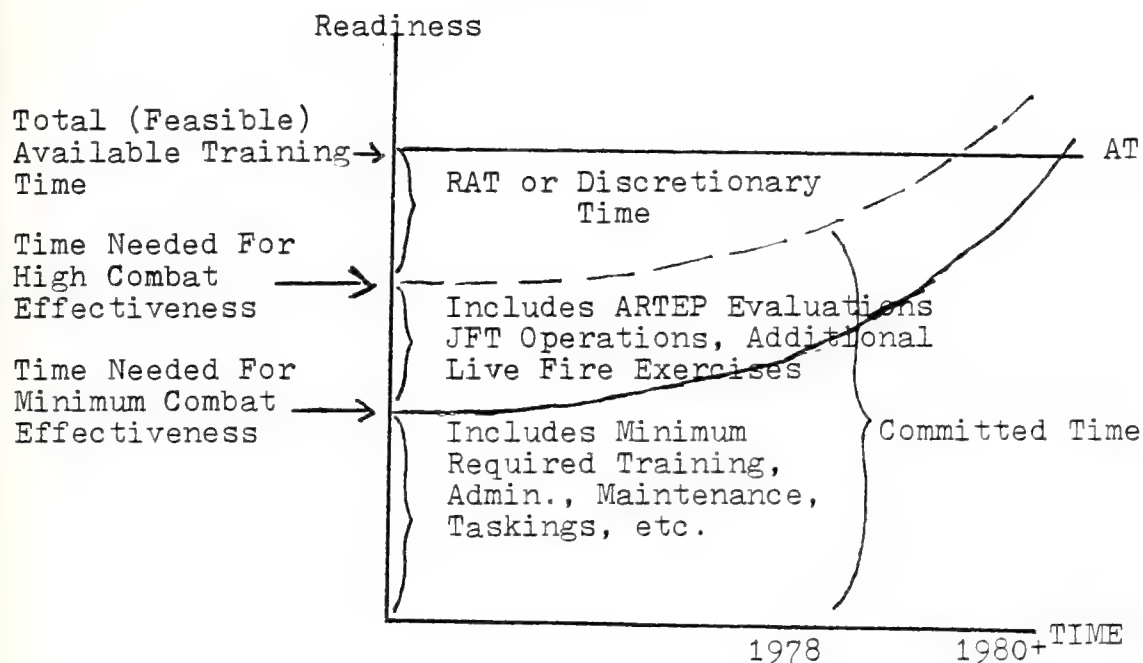 Readiness
Total (Feasible)
Available Training
Time
AT
RAT or Discretionary
Time
Time Needed For
High Combat
Effectiveness
Includes ARTEP Evaluations
JFT Operations, Additional
Live Fire Exercises
Time Needed For
Minimum Combat
Effectiveness
Includes Minimum
Required Training,
Admin., Maintenance,
Taskings, etc.
Committed Time
1978
1980+
TIME